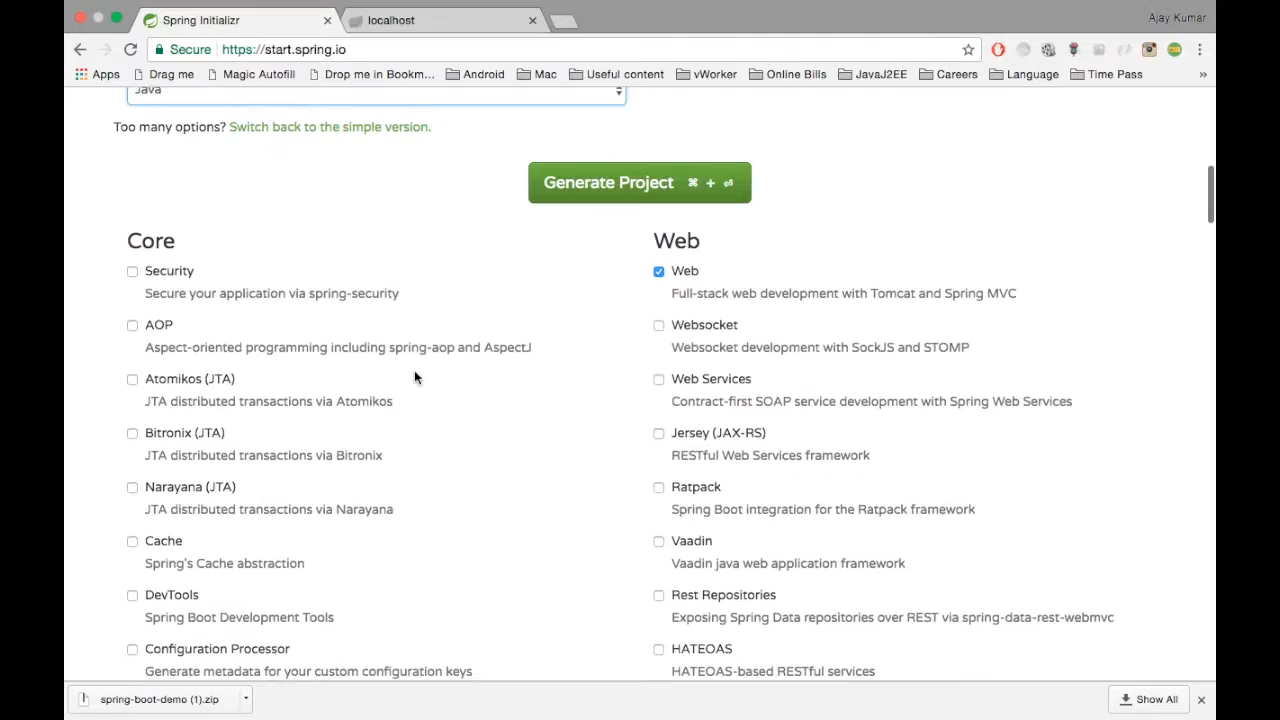 Spring Initializr
localhost
Ajay Kumar
Secure
https://start.spring.io
Apps
Drag me
Magic Autofill
Drop me in Bookm...
Android
Mac
Useful content
vWorker
Online Bills
JavaJ2EE
Careers
Language
Time Pass
»
Java
Too many options? Switch back to the simple version.
Generate Project ⌘ + ⏎
Core
Security
Secure your application via spring-security
AOP
Aspect-oriented programming including spring-aop and AspectJ
Atomikos (JTA)
JTA distributed transactions via Atomikos
Bitronix (JTA)
JTA distributed transactions via Bitronix
Narayana (JTA)
JTA distributed transactions via Narayana
Cache
Spring's Cache abstraction
DevTools
Spring Boot Development Tools
Configuration Processor
Generate metadata for your custom configuration keys
Web
Web
Full-stack web development with Tomcat and Spring MVC
Websocket
Websocket development with SockJS and STOMP
Web Services
Contract-first SOAP service development with Spring Web Services
Jersey (JAX-RS)
RESTful Web Services framework
Ratpack
Spring Boot integration for the Ratpack framework
Vaadin
Vaadin java web application framework
Rest Repositories
Exposing Spring Data repositories over REST via spring-data-rest-webmvc
HATEOAS
HATEOAS-based RESTful services
spring-boot-demo (1).zip
Show All